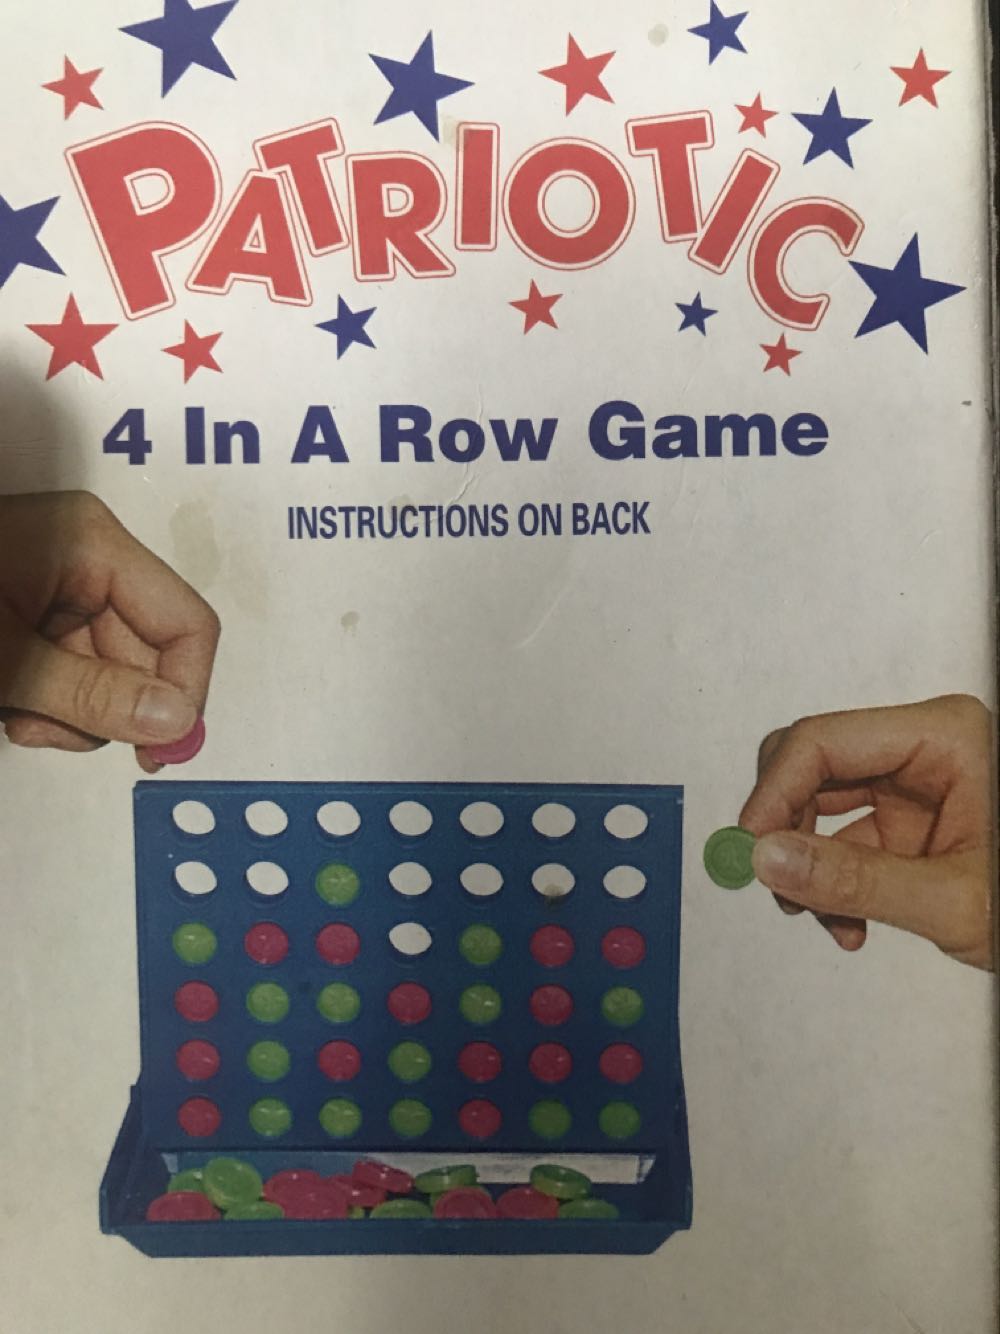 PATRIOTIC
4 In A Row Game
INSTRUCTIONS ON BACK